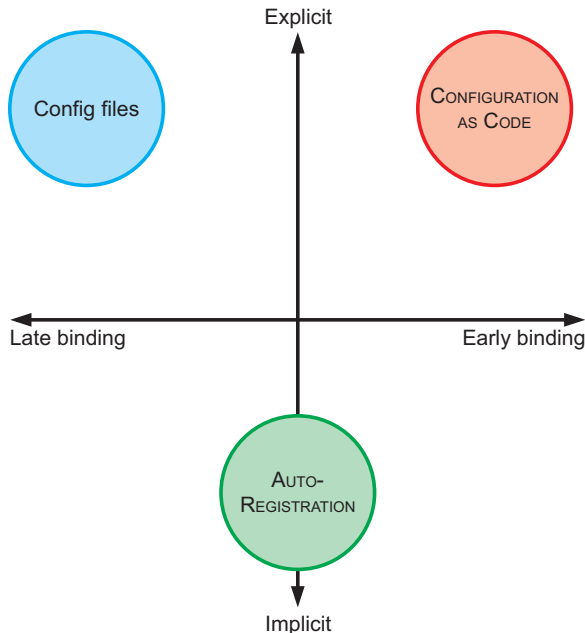 Explicit
Config files
CONFIGURATION
AS CODE
Late binding
Early binding
AUTO-
REGISTRATION
Implicit